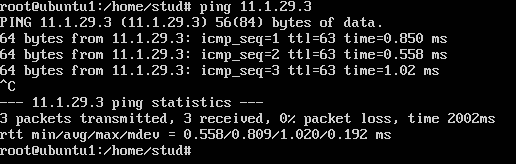 root@ubuntu1:/home/stud# ping 11.1.29.3
PING 11.1.29.3 (11.1.29.3) 56(84) bytes of data.
64 bytes from 11.1.29.3: icmp_seq=1 ttl=63 time=0.850 ms
64 bytes from 11.1.29.3: icmp_seq=2 ttl=63 time=0.558 ms
64 bytes from 11.1.29.3: icmp_seq=3 ttl=63 time=1.02 ms
^C
--- 11.1.29.3 ping statistics ---
3 packets transmitted, 3 received, 0% packet loss, time 2002ms
rtt min/avg/max/mdev = 0.558/0.809/1.020/0.192 ms
root@ubuntu1:/home/stud#